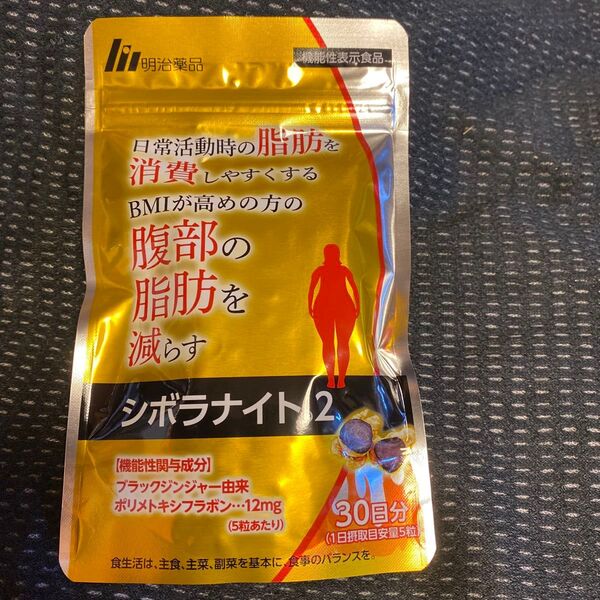 明治薬品
機能性表示食品
日常活動時の脂肪を
消費しやすくする
BMIが高めの方の
腹部の
脂肪を
減らす
シボラナイト2
【機能性関与成分】
ブラックジンジャー由来
ポリメトキシフラボン…12mg
(5粒あたり)
30日分
(1日摂取目安量5粒)
食生活は、主食、主菜、副菜を基本に、食事のバランスを。